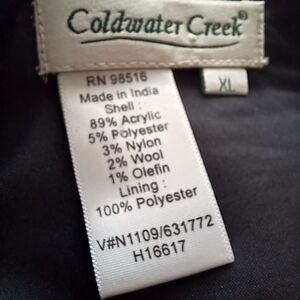 Coldwater Creek®
XL
RN 98516
Made in India
Shell :
89% Acrylic
5% Polyester
3% Nylon
2% Wool
1% Olefin
Lining :
100% Polyester
V#N1109/631772
H16617